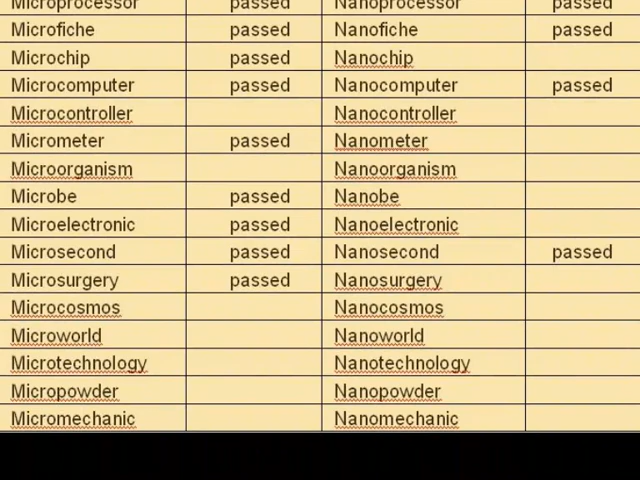 Microprocessor passed Nanoprocessor passed
Microfiche passed Nanofiche passed
Microchip passed Nanochip
Microcomputer passed Nanocomputer passed
Microcontroller Nanocontroller
Micrometer passed Nanometer
Microorganism Nanoorganism
Microbe passed Nanobe
Microelectronic passed Nanoelectronic
Microsecond passed Nanosecond passed
Microsurgery passed Nanosurgery
Microcosmos Nanocosmos
Microworld Nanoworld
Microtechnology Nanotechnology
Micropowder Nanopowder
Micromechanic Nanomechanic